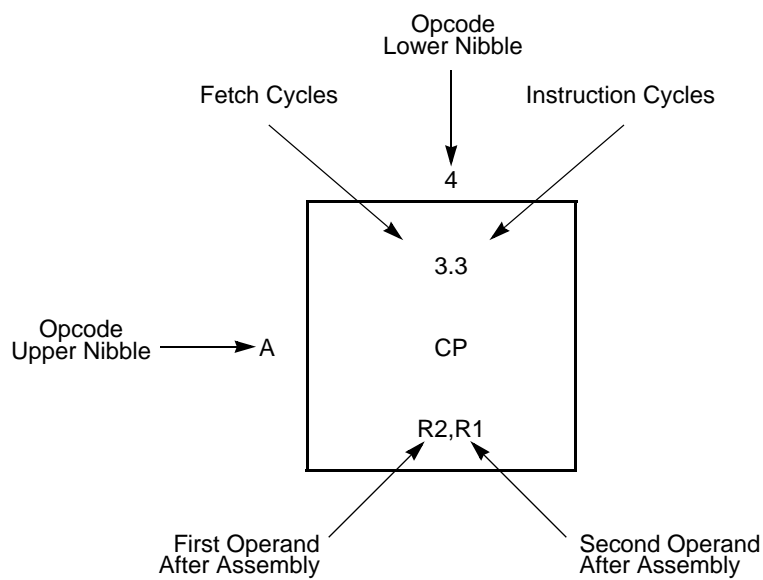 Opcode
Lower Nibble
Fetch Cycles
Instruction Cycles
4
3.3
Opcode
Upper Nibble
A
CP
R2,R1
First Operand
After Assembly
Second Operand
After Assembly